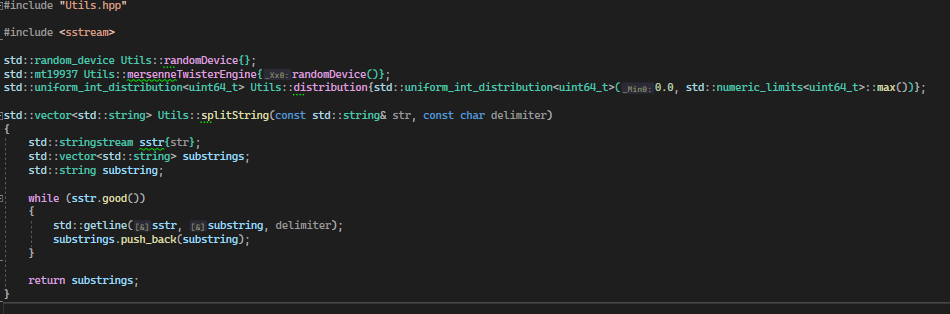 #include "Utils.hpp"
#include <sstream>
std::random_device Utils::randomDevice{};
std::mt19937 Utils::mersenneTwisterEngine{_Xx0: randomDevice()};
std::uniform_int_distribution<uint64_t> Utils::distribution{std::uniform_int_distribution<uint64_t>(_Min0: 0.0, std::numeric_limits<uint64_t>::max())};
std::vector<std::string> Utils::splitString(const std::string& str, const char delimiter)
{
    std::stringstream sstr{str};
    std::vector<std::string> substrings;
    std::string substring;
    while (sstr.good())
    {
        std::getline([&] sstr, [&] substring, delimiter);
        substrings.push_back(substring);
    }
    return substrings;
}